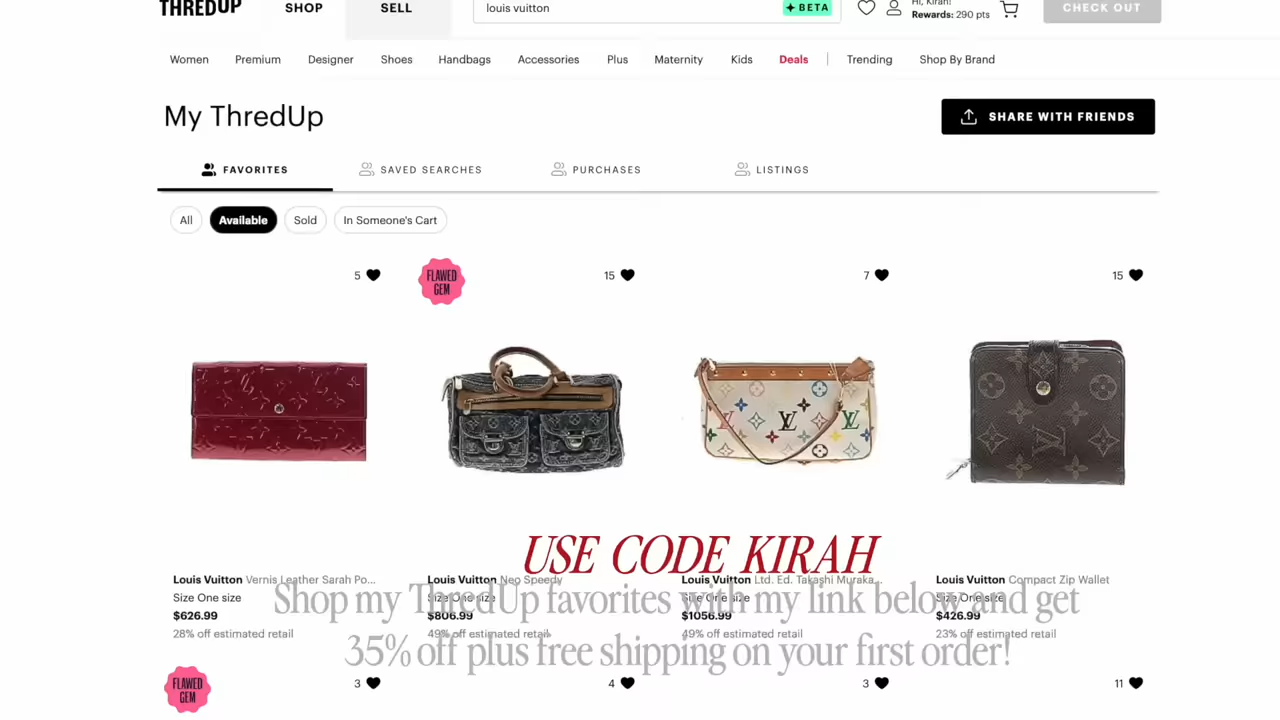 THREDUP
SHOP
SELL
louis vuitton
BETA
Hi, Kirah!
Rewards: 290 pts
CHECK OUT
Women Premium Designer Shoes Handbags Accessories Plus Maternity Kids Deals Trending Shop By Brand
My ThredUp
SHARE WITH FRIENDS
FAVORITES SAVED SEARCHES PURCHASES LISTINGS
All Available Sold In Someone's Cart
5
FLAWED
GEM
15
7
15
USE CODE KIRAH
Louis Vuitton Vernis Leather Sarah Po...
Size One size
$626.99
28% off estimated retail
Louis Vuitton Neo Speedy
Size One size
$806.99
49% off estimated retail
Louis Vuitton Ltd. Ed. Takashi Muraka...
Size One size
$1056.99
49% off estimated retail
Louis Vuitton Compact Zip Wallet
Size One size
$426.99
23% off estimated retail
Shop my ThredUp favorites with my link below and get
35% off plus free shipping on your first order!
FLAWED
GEM
3
4
3
11